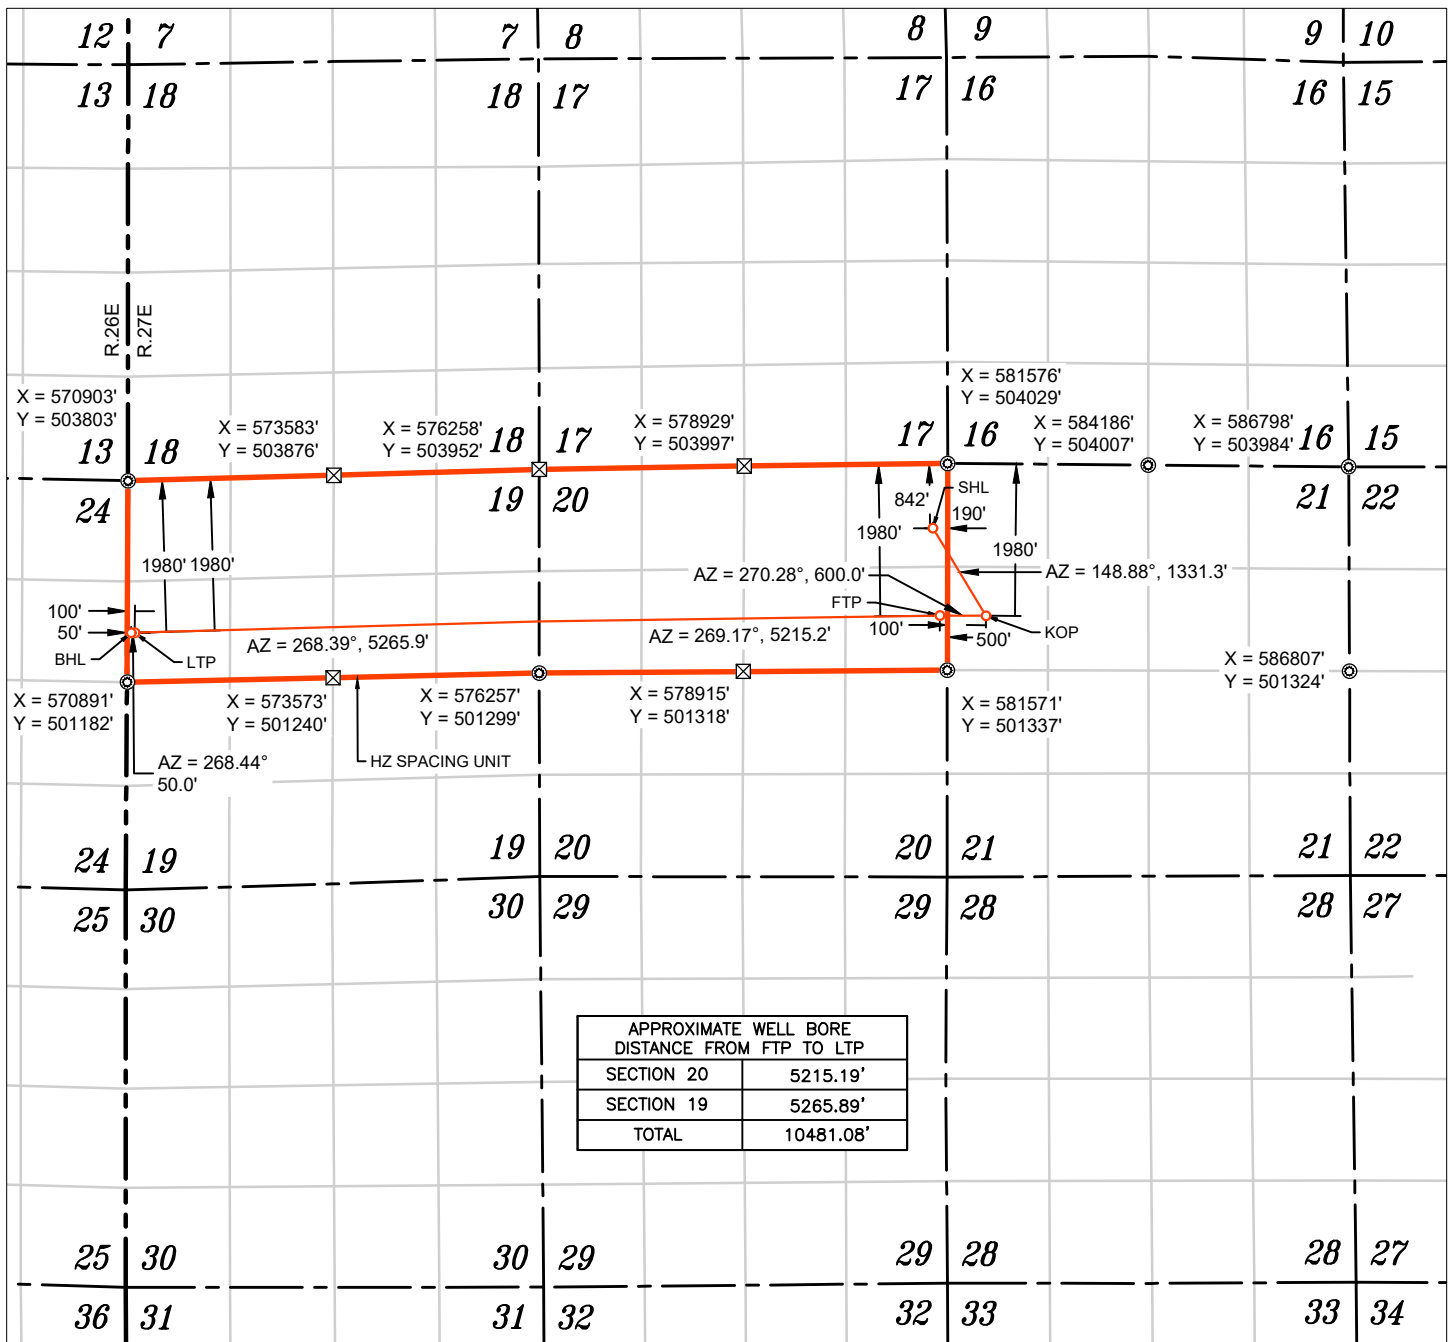 12 7
7 8
8 9
9 10
13 18
18 17
17 16
16 15
R.26E
R.27E
X = 570903'
Y = 503803'
X = 573583'
Y = 503876'
X = 576258'
Y = 503952'
X = 578929'
Y = 503997'
X = 581576'
Y = 504029'
X = 584186'
Y = 504007'
X = 586798'
Y = 503984'
13 18
18 17
17 16
16 15
24
19 20
21 22
842'
SHL
190'
1980'
1980'
1980'
1980'
AZ = 270.28°, 600.0'
AZ = 148.88°, 1331.3'
FTP
100'
500'
KOP
100'
50'
BHL
LTP
AZ = 268.39°, 5265.9'
AZ = 269.17°, 5215.2'
X = 570891'
Y = 501182'
X = 573573'
Y = 501240'
X = 576257'
Y = 501299'
X = 578915'
Y = 501318'
X = 581571'
Y = 501337'
X = 586807'
Y = 501324'
AZ = 268.44°
50.0'
HZ SPACING UNIT
24 19
19 20
20 21
21 22
25 30
30 29
29 28
28 27
APPROXIMATE WELL BORE
DISTANCE FROM FTP TO LTP
SECTION 20 5215.19'
SECTION 19 5265.89'
TOTAL 10481.08'
25 30
30 29
29 28
28 27
36 31
31 32
32 33
33 34